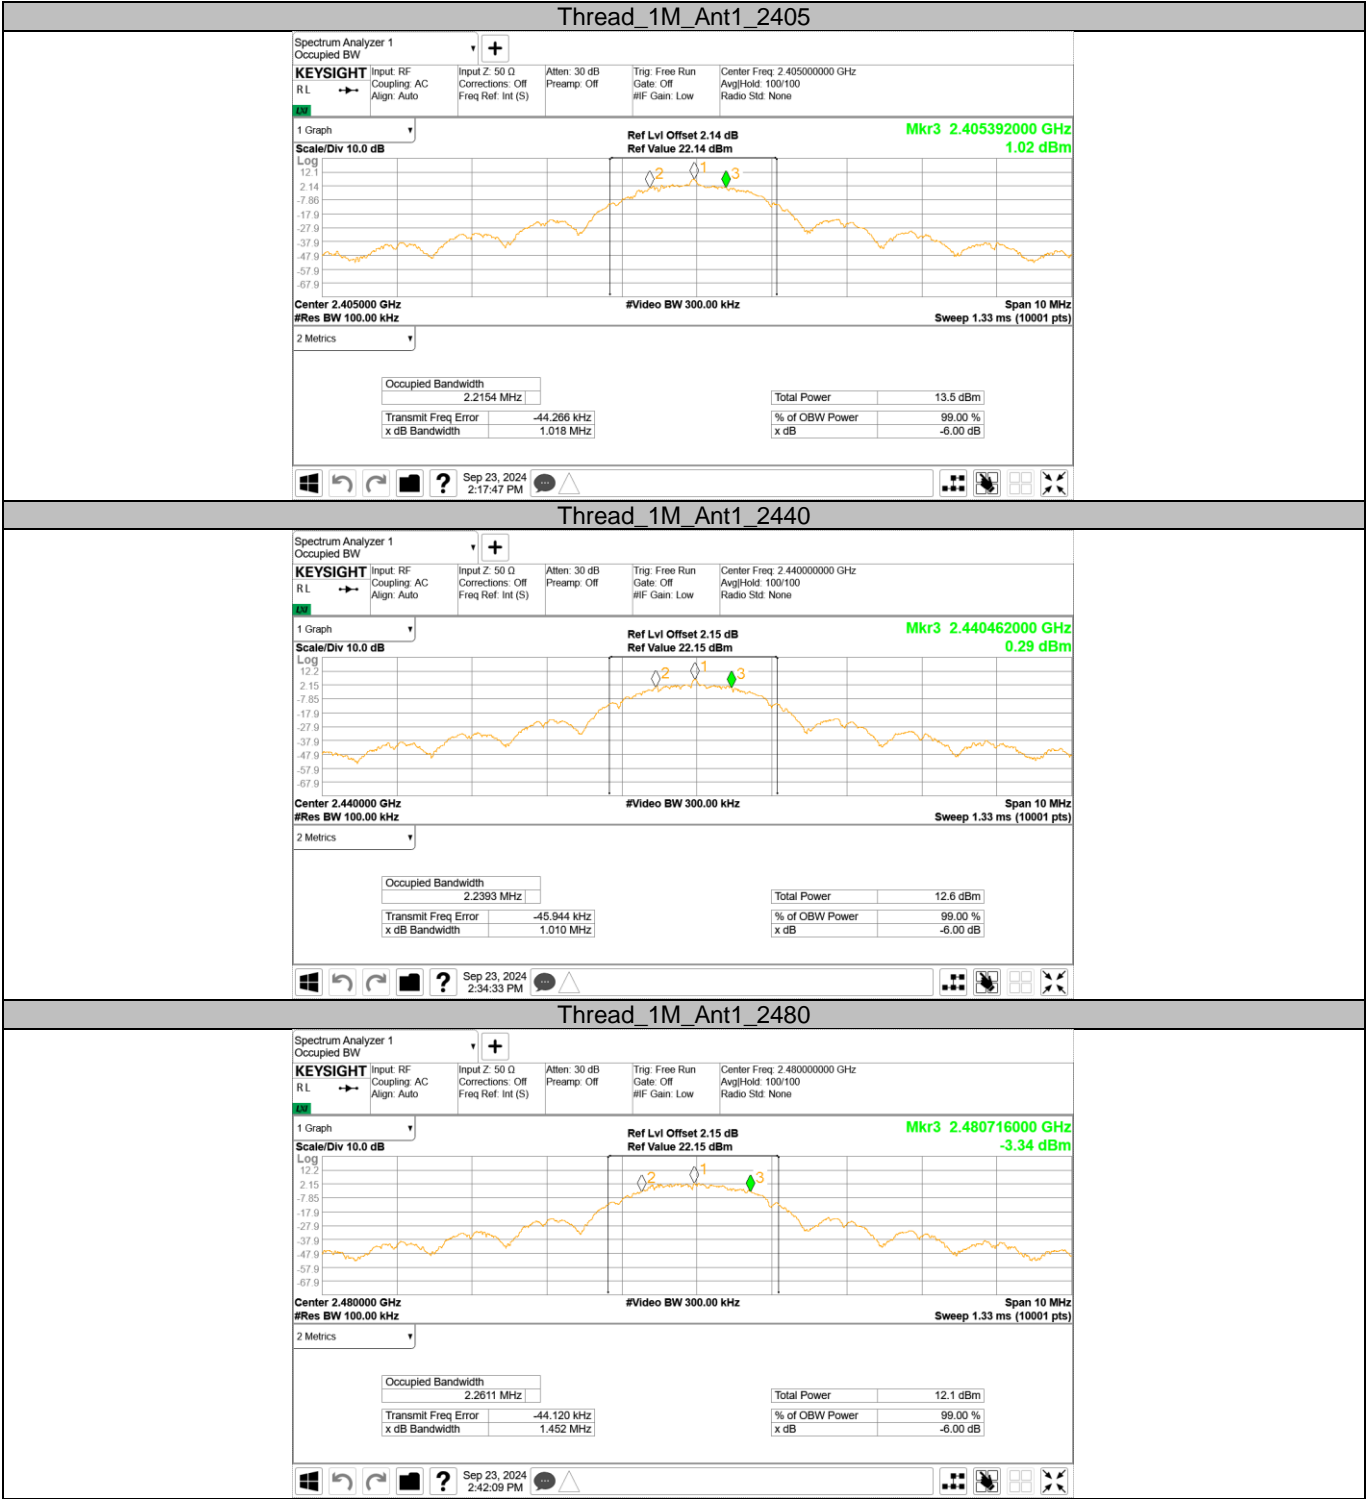 Thread_1M_Ant1_2405
Spectrum Analyzer 1
Occupied BW
KEYSIGHT Input: RF Input Z: 50 Ω Atten: 30 dB Trig: Free Run Center Freq: 2.405000000 GHz
RL Coupling: AC Corrections: Off Preamp: Off Gate: Off Avg|Hold: 100/100
Align: Auto Freq Ref: Int (S) #IF Gain: Low Radio Std: None
LXI
1 Graph Ref Lvl Offset 2.14 dB Mkr3 2.405392000 GHz
Scale/Div 10.0 dB Ref Value 22.14 dBm 1.02 dBm
Log
12.1
2.14
-7.86
-17.9
-27.9
-37.9
-47.9
-57.9
-67.9
2 1 3
Center 2.405000 GHz #Video BW 300.00 kHz Span 10 MHz
#Res BW 100.00 kHz Sweep 1.33 ms (10001 pts)
2 Metrics
Occupied Bandwidth
2.2154 MHz Total Power 13.5 dBm
Transmit Freq Error -44.266 kHz % of OBW Power 99.00 %
x dB Bandwidth 1.018 MHz x dB -6.00 dB
Sep 23, 2024
2:17:47 PM
Thread_1M_Ant1_2440
Spectrum Analyzer 1
Occupied BW
KEYSIGHT Input: RF Input Z: 50 Ω Atten: 30 dB Trig: Free Run Center Freq: 2.440000000 GHz
RL Coupling: AC Corrections: Off Preamp: Off Gate: Off Avg|Hold: 100/100
Align: Auto Freq Ref: Int (S) #IF Gain: Low Radio Std: None
LXI
1 Graph Ref Lvl Offset 2.15 dB Mkr3 2.440462000 GHz
Scale/Div 10.0 dB Ref Value 22.15 dBm 0.29 dBm
Log
12.2
2.15
-7.85
-17.9
-27.9
-37.9
-47.9
-57.9
-67.9
2 1 3
Center 2.440000 GHz #Video BW 300.00 kHz Span 10 MHz
#Res BW 100.00 kHz Sweep 1.33 ms (10001 pts)
2 Metrics
Occupied Bandwidth
2.2393 MHz Total Power 12.6 dBm
Transmit Freq Error -45.944 kHz % of OBW Power 99.00 %
x dB Bandwidth 1.010 MHz x dB -6.00 dB
Sep 23, 2024
2:34:33 PM
Thread_1M_Ant1_2480
Spectrum Analyzer 1
Occupied BW
KEYSIGHT Input: RF Input Z: 50 Ω Atten: 30 dB Trig: Free Run Center Freq: 2.480000000 GHz
RL Coupling: AC Corrections: Off Preamp: Off Gate: Off Avg|Hold: 100/100
Align: Auto Freq Ref: Int (S) #IF Gain: Low Radio Std: None
LXI
1 Graph Ref Lvl Offset 2.15 dB Mkr3 2.480716000 GHz
Scale/Div 10.0 dB Ref Value 22.15 dBm -3.34 dBm
Log
12.2
2.15
-7.85
-17.9
-27.9
-37.9
-47.9
-57.9
-67.9
2 1 3
Center 2.480000 GHz #Video BW 300.00 kHz Span 10 MHz
#Res BW 100.00 kHz Sweep 1.33 ms (10001 pts)
2 Metrics
Occupied Bandwidth
2.2611 MHz Total Power 12.1 dBm
Transmit Freq Error -44.120 kHz % of OBW Power 99.00 %
x dB Bandwidth 1.452 MHz x dB -6.00 dB
Sep 23, 2024
2:42:09 PM